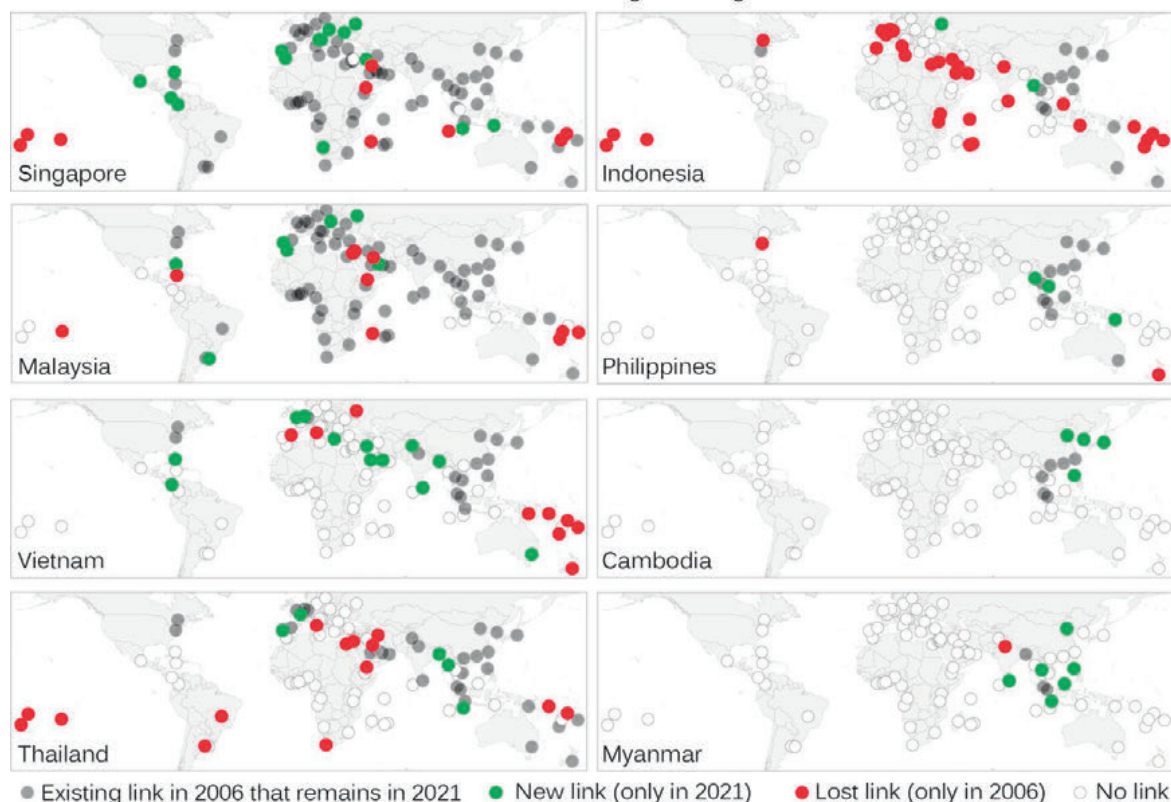 Singapore
Indonesia
Malaysia
Philippines
Vietnam
Cambodia
Thailand
Myanmar
Existing link in 2006 that remains in 2021 New link (only in 2021) Lost link (only in 2006) No link